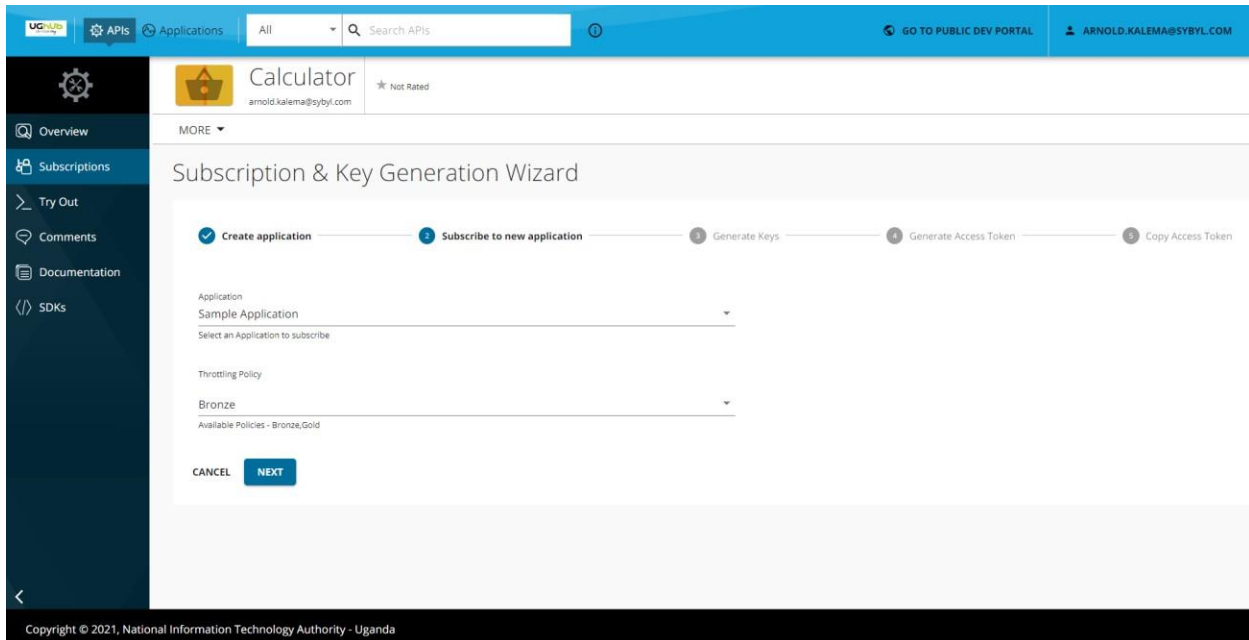 UGhUb
APIs
Applications
All
Search APIs
GO TO PUBLIC DEV PORTAL
ARNOLD.KALEMA@SYBYL.COM
Calculator
arnold.kalema@sybyl.com
Not Rated
Overview
Subscriptions
Try Out
Comments
Documentation
SDKs
MORE
Subscription & Key Generation Wizard
Create application
2 Subscribe to new application
3 Generate Keys
4 Generate Access Token
5 Copy Access Token
Application
Sample Application
Select an Application to subscribe
Throttling Policy
Bronze
Available Policies - Bronze,Gold
CANCEL
NEXT
Copyright © 2021, National Information Technology Authority - Uganda